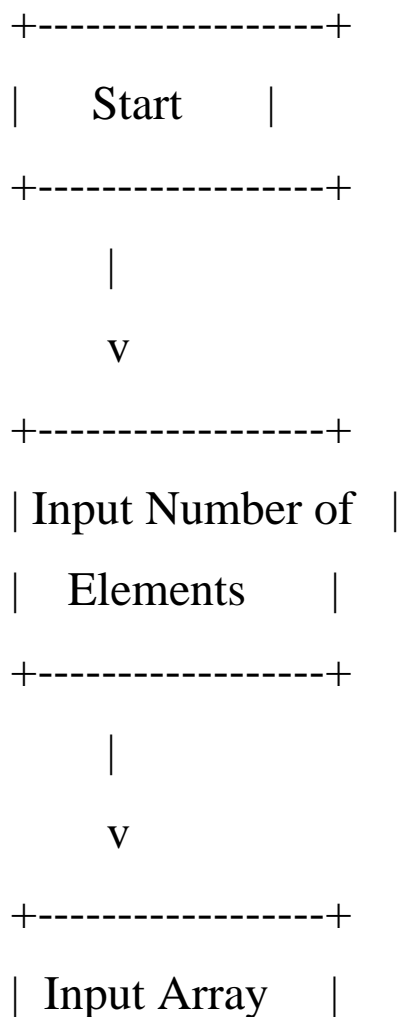 +------------------+
|     Start     |
+------------------+
|
v
+------------------+
| Input Number of  |
|   Elements     |
+------------------+
|
v
+------------------+
| Input Array    |